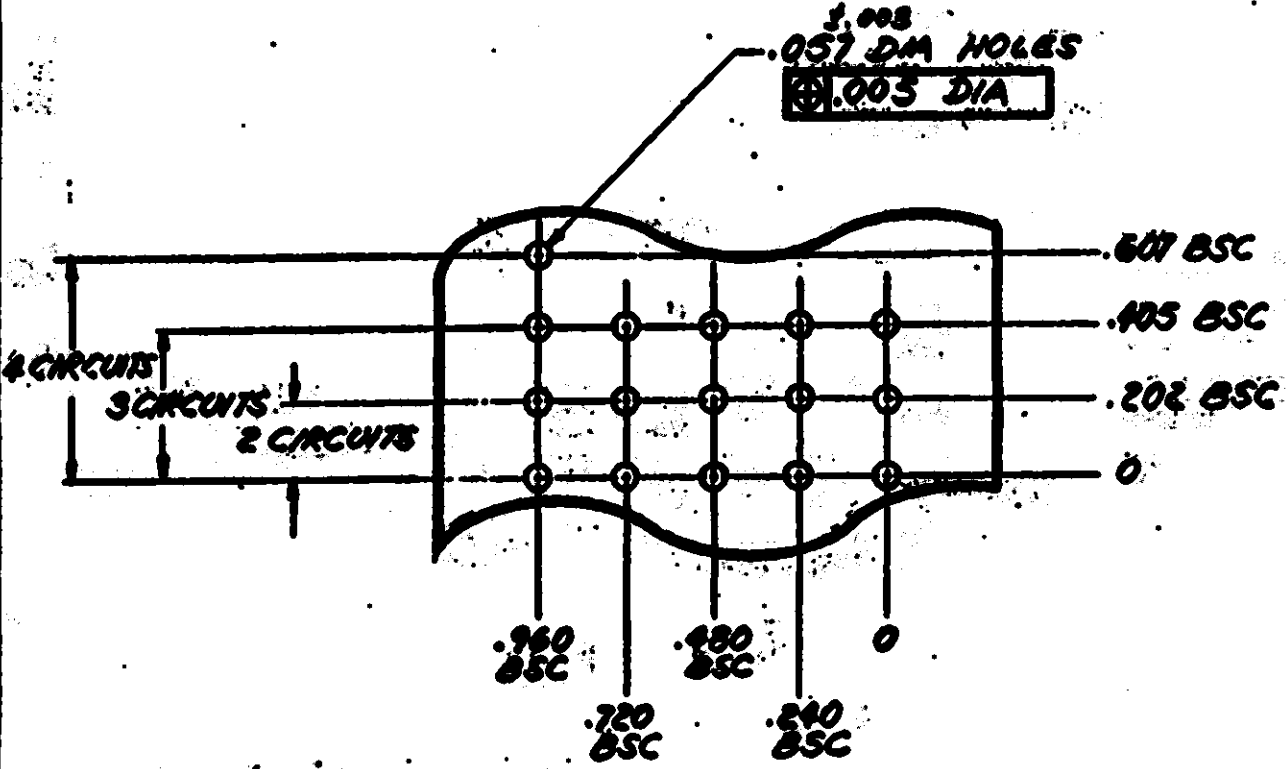 ±.003
.057 DIA HOLES
⌖ .005 DIA
.607 BSC
.405 BSC
4 CIRCUITS
3 CIRCUITS
.202 BSC
2 CIRCUITS
0
.960
BSC
.480
BSC
0
.720
BSC
.240
BSC